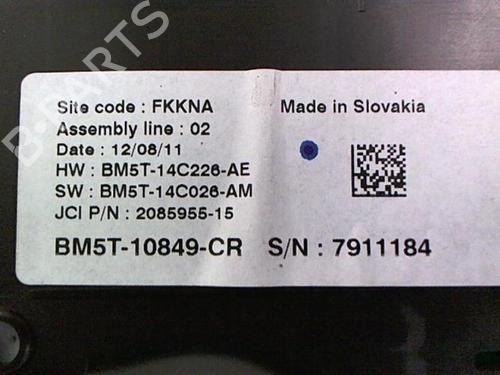 B-PARTS
Site code : FKKNA
Made in Slovakia
Assembly line : 02
Date : 12/08/11
HW : BM5T-14C226-AE
SW : BM5T-14C026-AM
JCI P/N : 2085955-15
BM5T-10849-CR S/N : 7911184